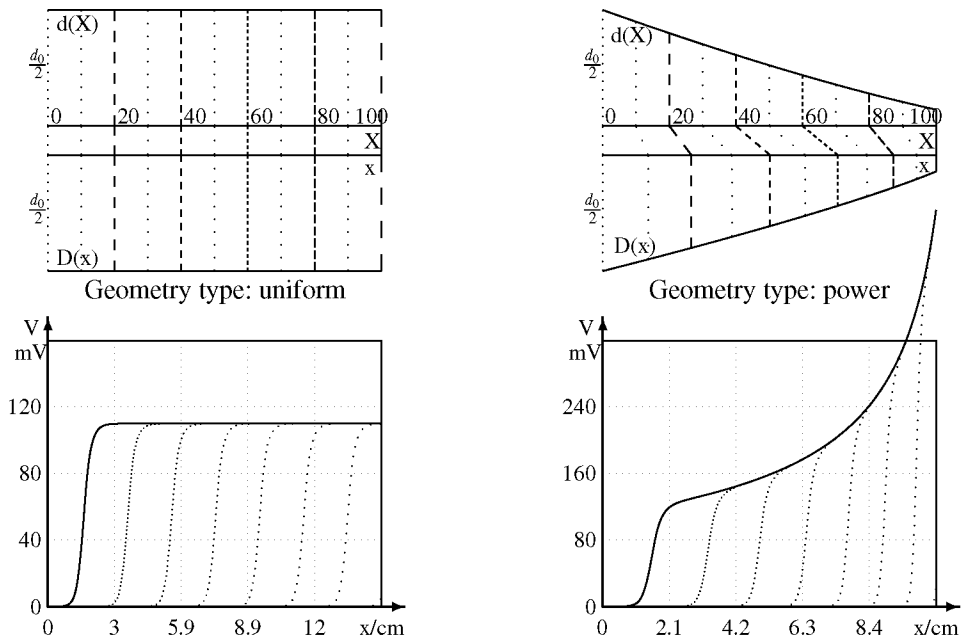 d(X)
d0/2
0 20 40 60 80 100
X
x
d0/2
D(x)
Geometry type: uniform
d(X)
d0/2
0 20 40 60 80 100
X
x
d0/2
D(x)
Geometry type: power
V
mV
120
80
40
0
0 3 5.9 8.9 12 x/cm
V
mV
240
160
80
0
0 2.1 4.2 6.3 8.4 x/cm